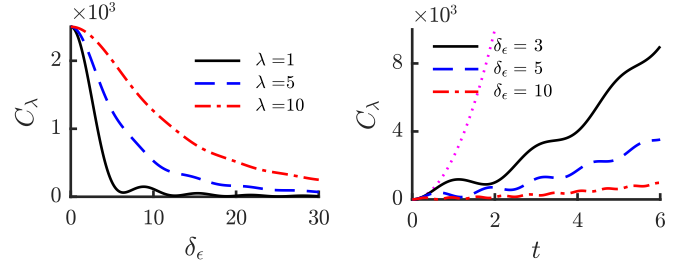 ×10³
2
1
0
C_λ
0 10 20 30
δ_ϵ
λ =1
λ =5
λ =10
×10³
8
4
0
C_λ
0 2 4 6
t
δ_ϵ = 3
δ_ϵ = 5
δ_ϵ = 10